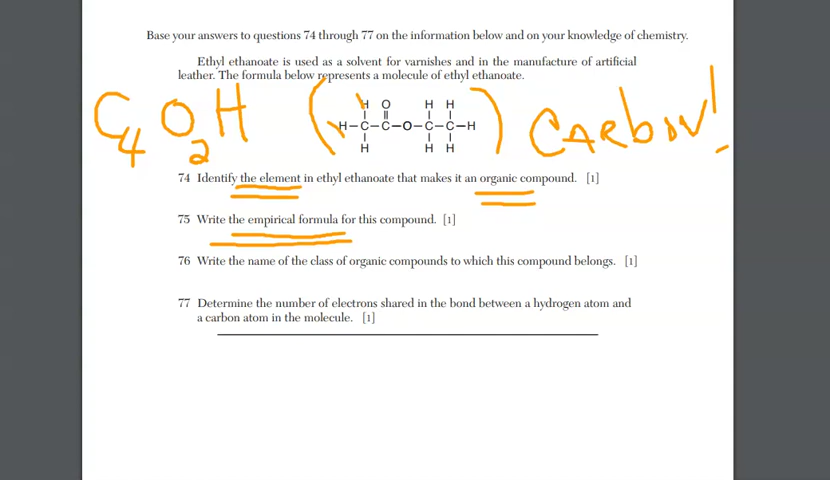 Base your answers to questions 74 through 77 on the information below and on your knowledge of chemistry.
Ethyl ethanoate is used as a solvent for varnishes and in the manufacture of artificial
leather. The formula below represents a molecule of ethyl ethanoate.
C4O2H
CARBON!
H O H H
H–C–C–O–C–C–H
H H H
74 Identify the element in ethyl ethanoate that makes it an organic compound. [1]
75 Write the empirical formula for this compound. [1]
76 Write the name of the class of organic compounds to which this compound belongs. [1]
77 Determine the number of electrons shared in the bond between a hydrogen atom and
a carbon atom in the molecule. [1]